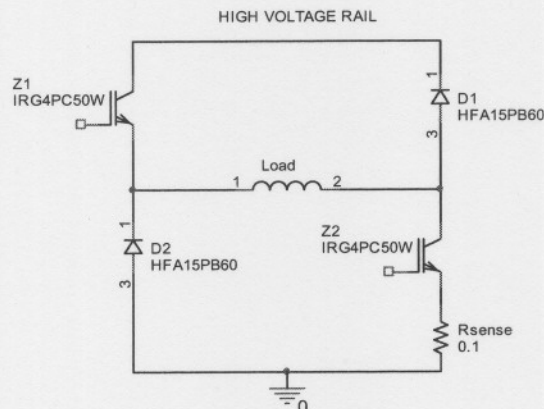 HIGH VOLTAGE RAIL
Z1
IRG4PC50W
1
D1
HFA15PB60
3
Load
1
2
1
D2
HFA15PB60
3
Z2
IRG4PC50W
Rsense
0.1
0